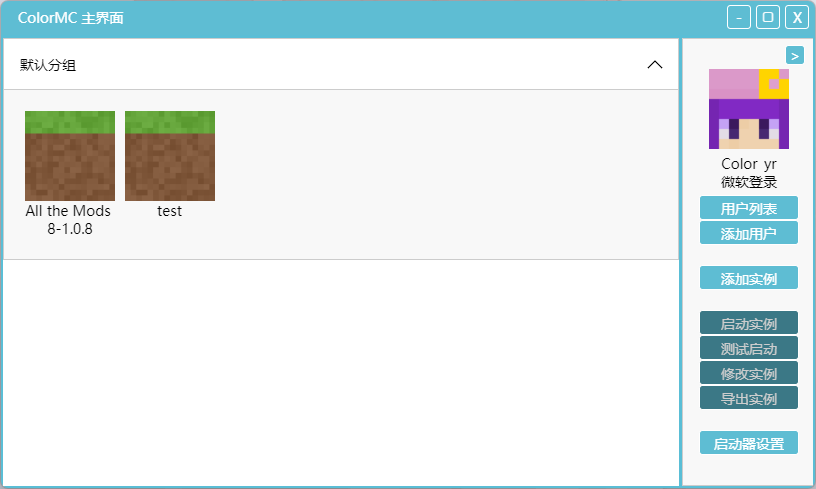 ColorMC 主界面
- X
默认分组
All the Mods
8-1.0.8
test
>
Color_yr
微软登录
用户列表
添加用户
添加实例
启动实例
测试启动
修改实例
导出实例
启动器设置